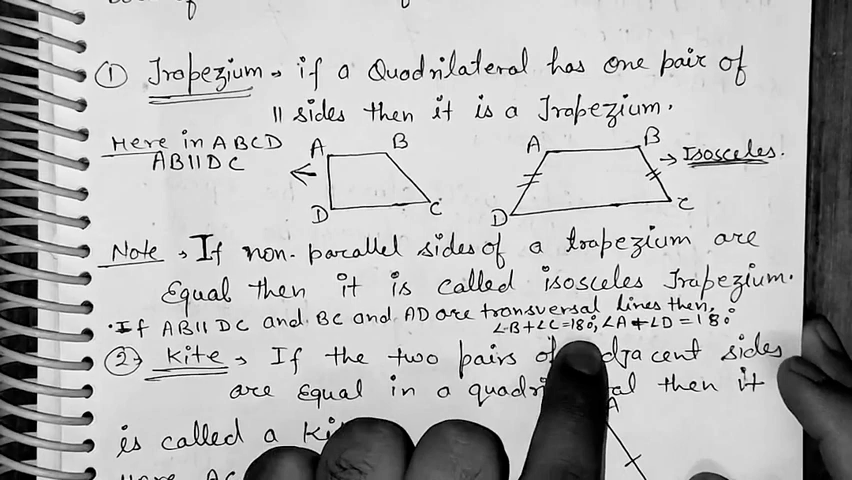 ① Trapezium → if a Quadrilateral has one pair of
|| sides then it is a Trapezium.
Here in ABCD
AB || DC
A B
D C
A B
D C
→ Isosceles.
Note → If non-parallel sides of a trapezium are
Equal then it is called isosceles Trapezium.
• If AB || DC and BC and AD are transversal lines then,
∠B+∠C=180°, ∠A+∠D=180°
② Kite → If the two pairs of adjacent sides
are Equal in a then it
is called a
A
Here